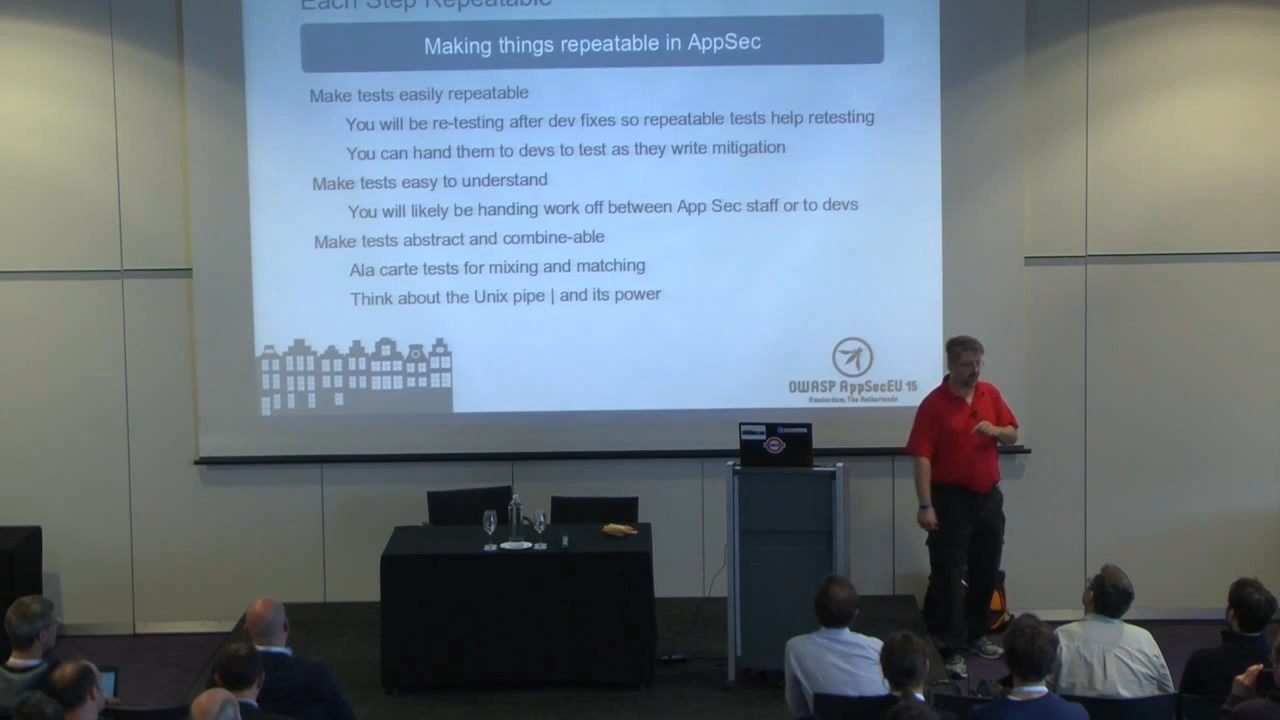 Each Step Repeatable
Making things repeatable in AppSec
Make tests easily repeatable
You will be re-testing after dev fixes so repeatable tests help retesting
You can hand them to devs to test as they write mitigation
Make tests easy to understand
You will likely be handing work off between App Sec staff or to devs
Make tests abstract and combine-able
Ala carte tests for mixing and matching
Think about the Unix pipe | and its power
OWASP AppSecEU 15
Amsterdam, The Netherlands